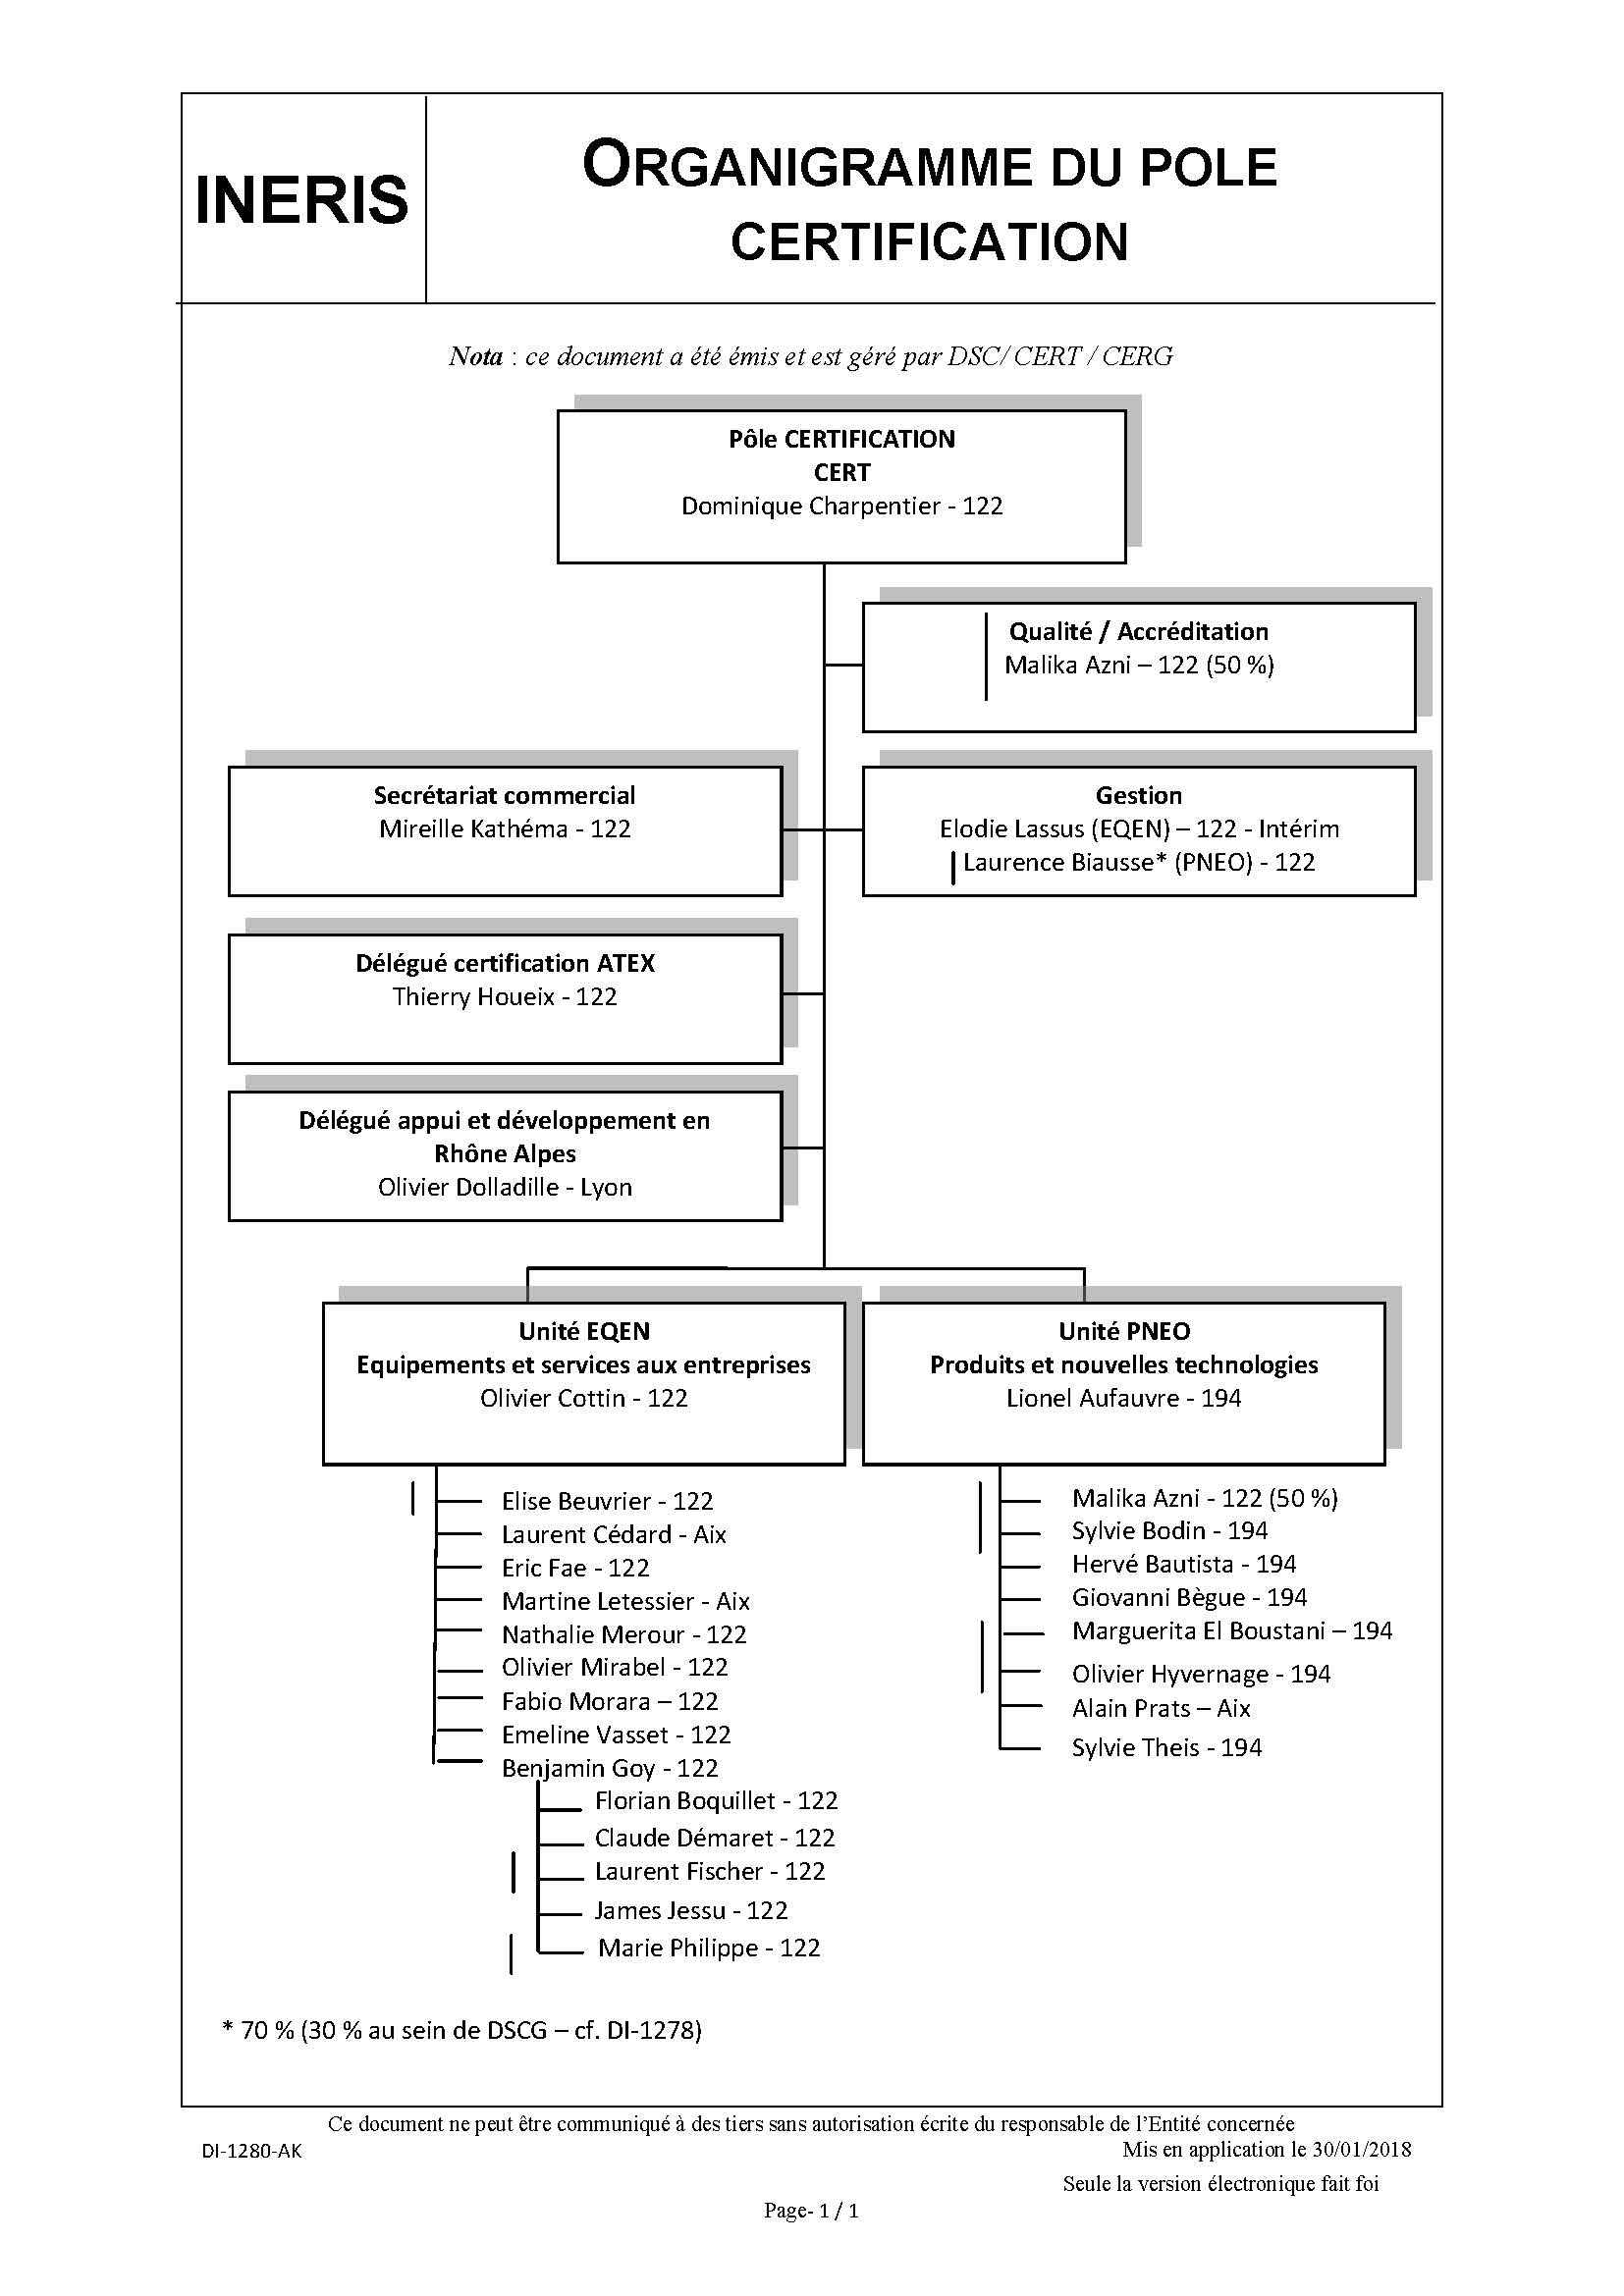 INERIS
ORGANIGRAMME DU POLE
CERTIFICATION
Nota : ce document a été émis et est géré par DSC/ CERT / CERG
Pôle CERTIFICATION
CERT
Dominique Charpentier - 122
Qualité / Accréditation
Malika Azni – 122 (50 %)
Secrétariat commercial
Mireille Kathéma - 122
Gestion
Elodie Lassus (EQEN) – 122 - Intérim
Laurence Biausse* (PNEO) - 122
Délégué certification ATEX
Thierry Houeix - 122
Délégué appui et développement en
Rhône Alpes
Olivier Dolladille - Lyon
Unité EQEN
Equipements et services aux entreprises
Olivier Cottin - 122
Unité PNEO
Produits et nouvelles technologies
Lionel Aufauvre - 194
Elise Beuvrier - 122
Laurent Cédard - Aix
Eric Fae - 122
Martine Letessier - Aix
Nathalie Merour - 122
Olivier Mirabel - 122
Fabio Morara – 122
Emeline Vasset - 122
Benjamin Goy - 122
Florian Boquillet - 122
Claude Démaret - 122
Laurent Fischer - 122
James Jessu - 122
Marie Philippe - 122
Malika Azni - 122 (50 %)
Sylvie Bodin - 194
Hervé Bautista - 194
Giovanni Bègue - 194
Marguerita El Boustani – 194
Olivier Hyvernage - 194
Alain Prats – Aix
Sylvie Theis - 194
* 70 % (30 % au sein de DSCG – cf. DI-1278)
Ce document ne peut être communiqué à des tiers sans autorisation écrite du responsable de l’Entité concernée
DI-1280-AK
Mis en application le 30/01/2018
Seule la version électronique fait foi
Page- 1 / 1